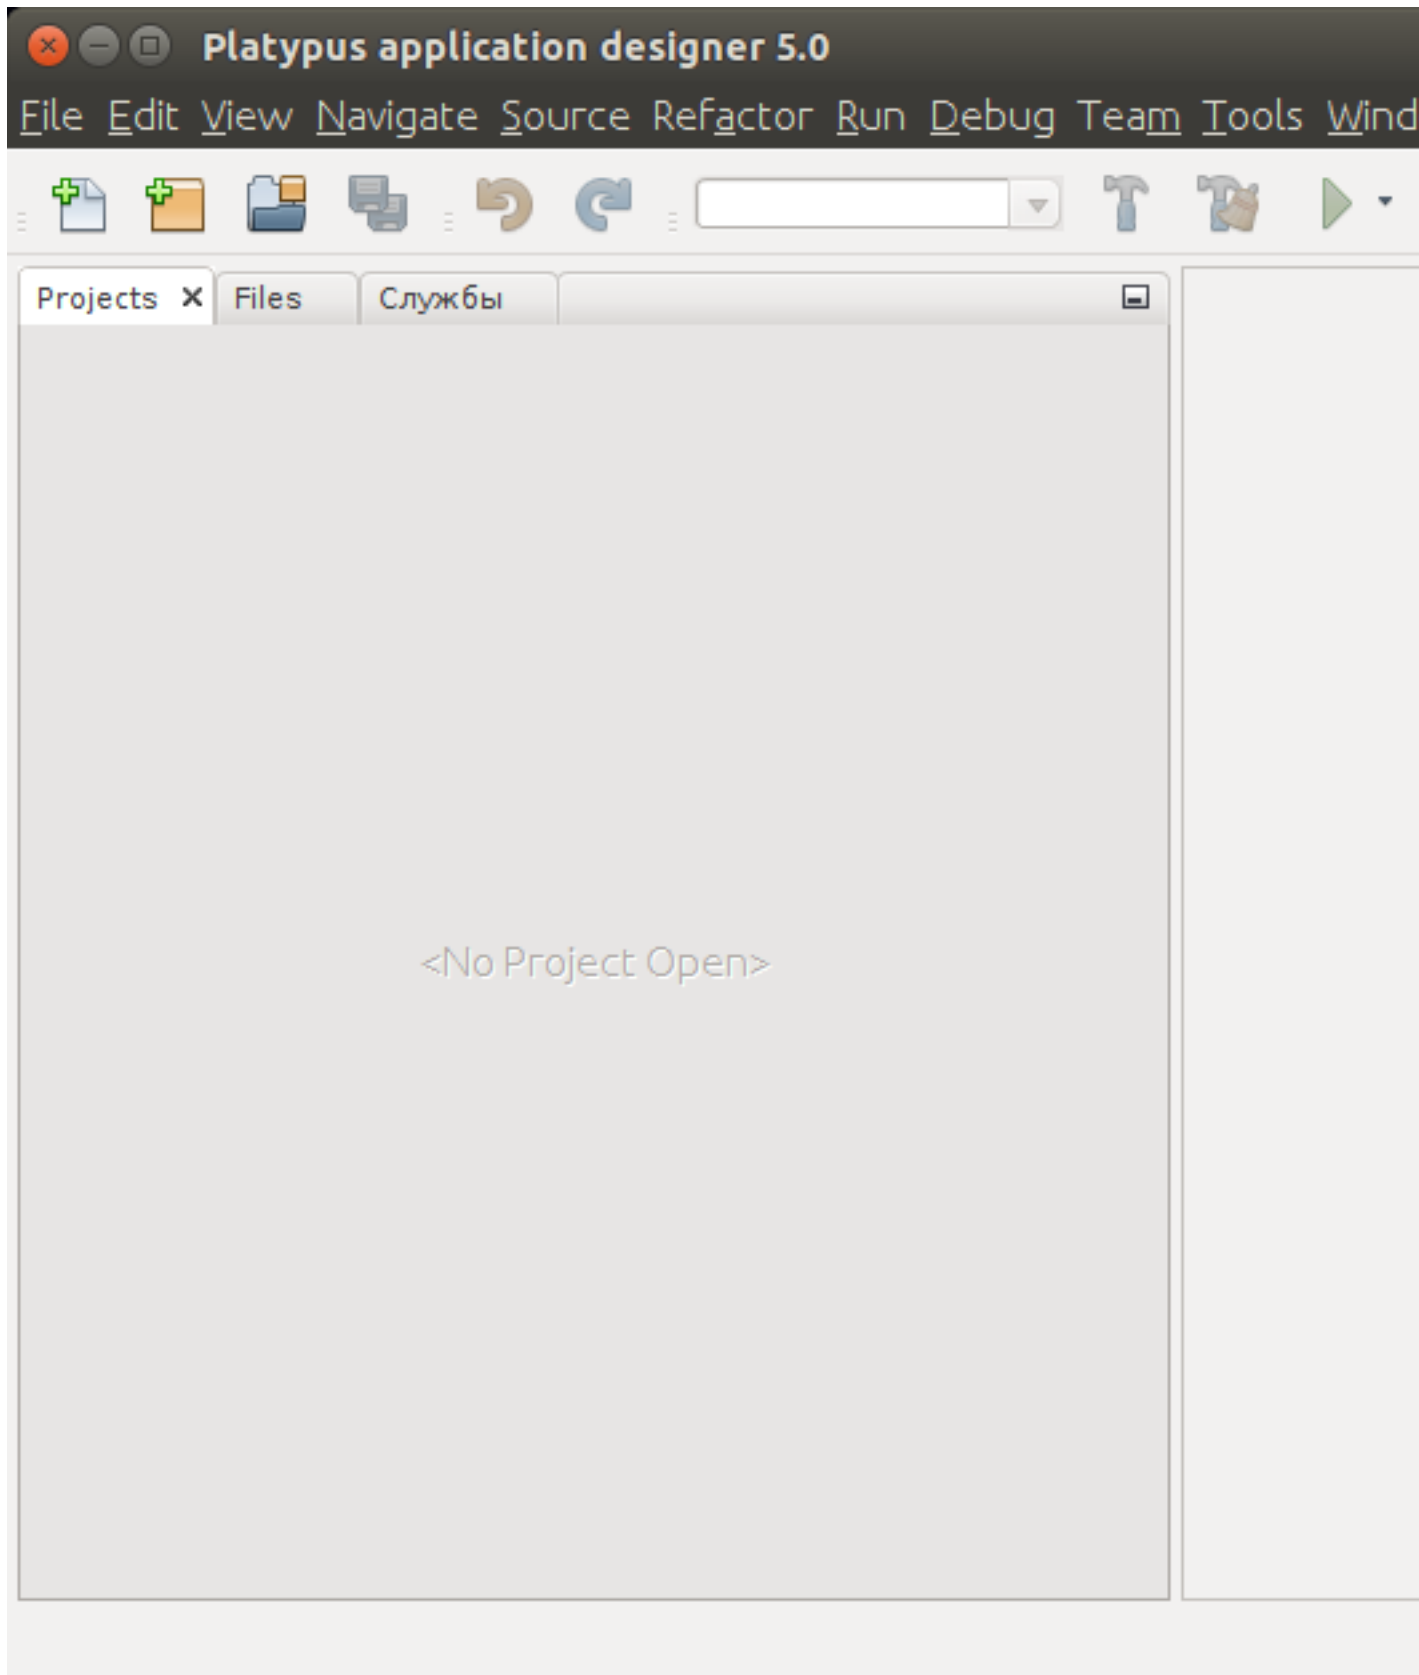 Platypus application designer 5.0
File Edit View Navigate Source Refactor Run Debug Team Tools Wind
Projects Files Службы
<No Project Open>